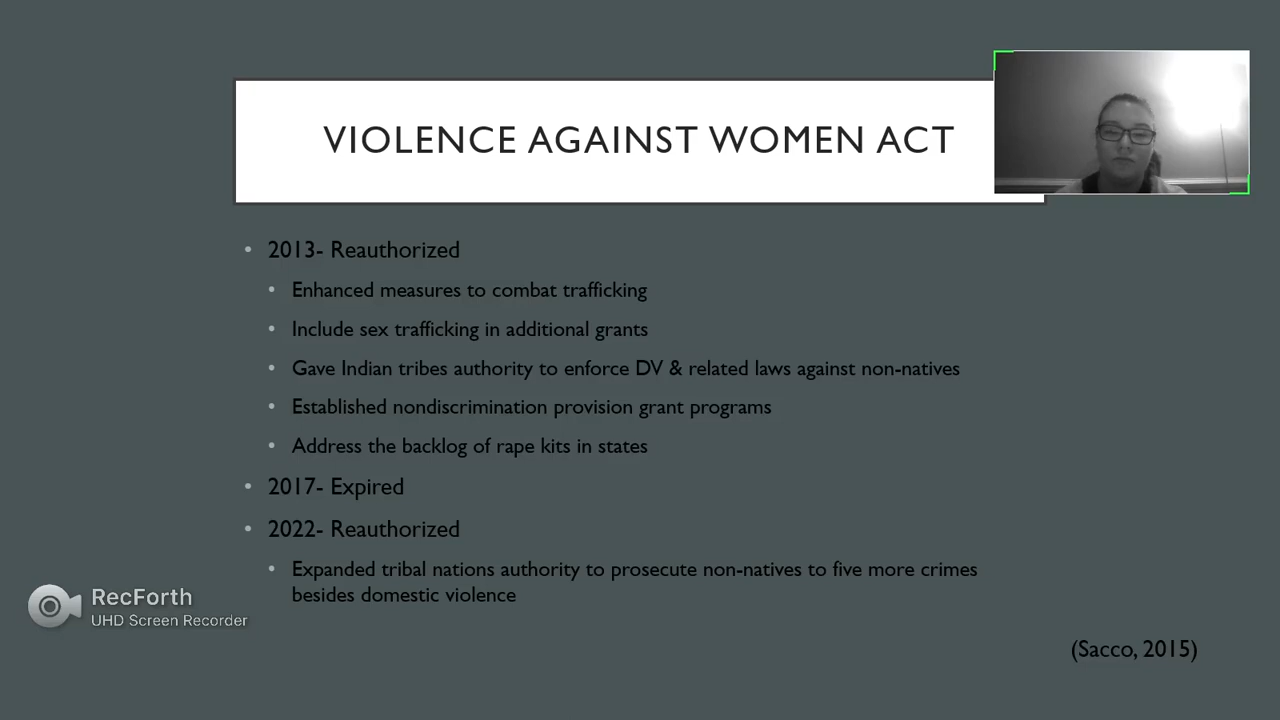 VIOLENCE AGAINST WOMEN ACT
• 2013- Reauthorized
• Enhanced measures to combat trafficking
• Include sex trafficking in additional grants
• Gave Indian tribes authority to enforce DV & related laws against non-natives
• Established nondiscrimination provision grant programs
• Address the backlog of rape kits in states
• 2017- Expired
• 2022- Reauthorized
• Expanded tribal nations authority to prosecute non-natives to five more crimes
besides domestic violence
RecForth
UHD Screen Recorder
(Sacco, 2015)